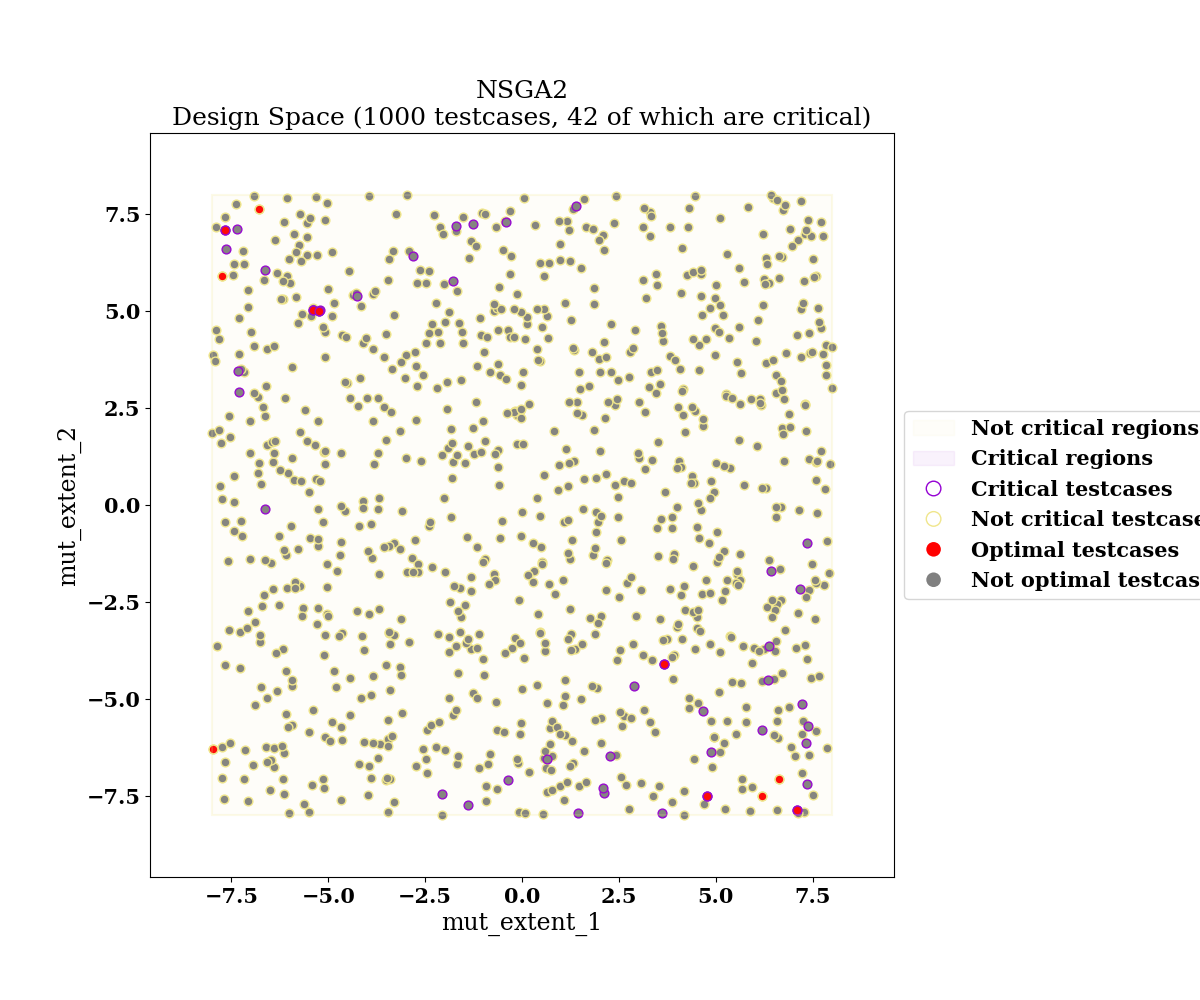 NSGA2
Design Space (1000 testcases, 42 of which are critical)
7.5
5.0
2.5
0.0
−2.5
−5.0
−7.5
mut_extent_2
−7.5 −5.0 −2.5 0.0 2.5 5.0 7.5
mut_extent_1
Not critical regions
Critical regions
Critical testcases
Not critical testcase
Optimal testcases
Not optimal testcas